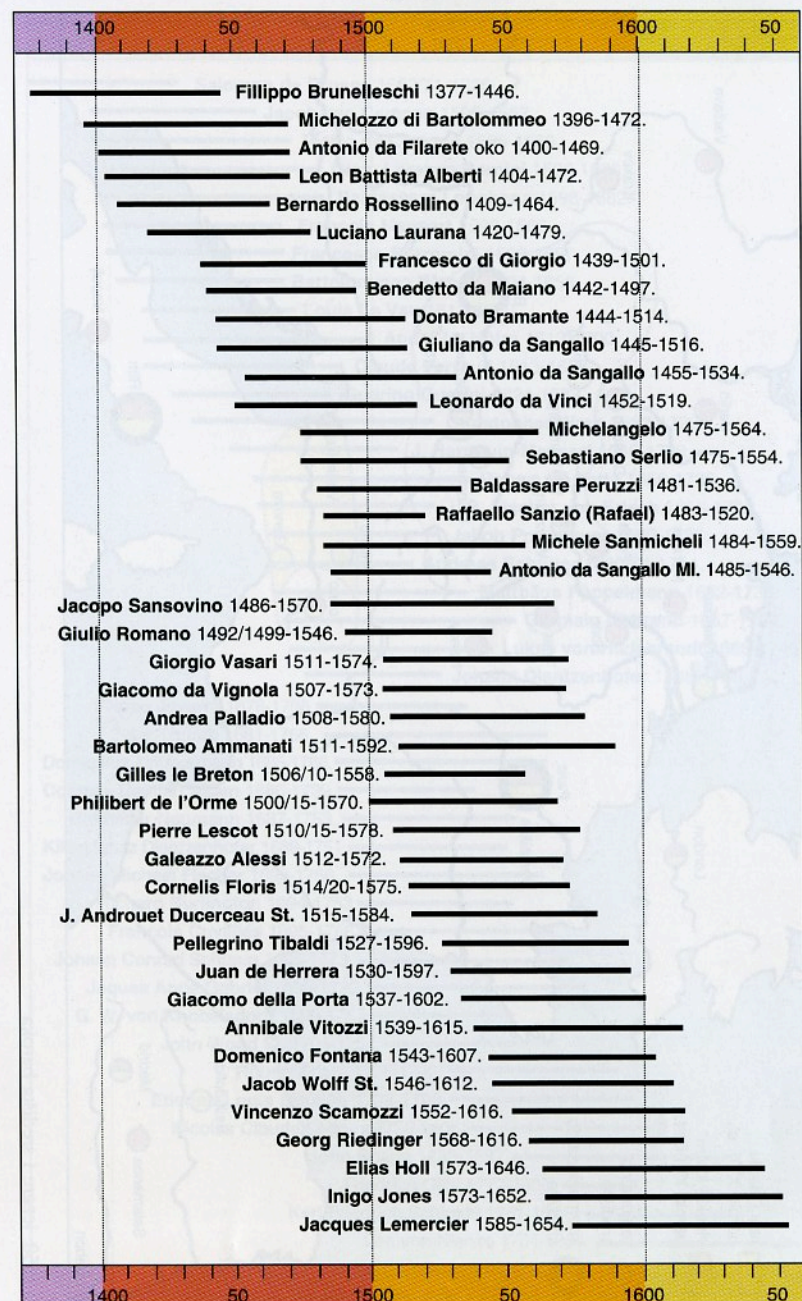 1400 50 1500 50 1600 50
Fillippo Brunelleschi 1377-1446.
Michelozzo di Bartolommeo 1396-1472.
Antonio da Filarete oko 1400-1469.
Leon Battista Alberti 1404-1472.
Bernardo Rossellino 1409-1464.
Luciano Laurana 1420-1479.
Francesco di Giorgio 1439-1501.
Benedetto da Maiano 1442-1497.
Donato Bramante 1444-1514.
Giuliano da Sangallo 1445-1516.
Antonio da Sangallo 1455-1534.
Leonardo da Vinci 1452-1519.
Michelangelo 1475-1564.
Sebastiano Serlio 1475-1554.
Baldassare Peruzzi 1481-1536.
Raffaello Sanzio (Rafael) 1483-1520.
Michele Sanmicheli 1484-1559.
Antonio da Sangallo Ml. 1485-1546.
Jacopo Sansovino 1486-1570.
Giulio Romano 1492/1499-1546.
Giorgio Vasari 1511-1574.
Giacomo da Vignola 1507-1573.
Andrea Palladio 1508-1580.
Bartolomeo Ammanati 1511-1592.
Gilles le Breton 1506/10-1558.
Philibert de l'Orme 1500/15-1570.
Pierre Lescot 1510/15-1578.
Galeazzo Alessi 1512-1572.
Cornelis Floris 1514/20-1575.
J. Androuet Ducerceau St. 1515-1584.
Pellegrino Tibaldi 1527-1596.
Juan de Herrera 1530-1597.
Giacomo della Porta 1537-1602.
Annibale Vitozzi 1539-1615.
Domenico Fontana 1543-1607.
Jacob Wolff St. 1546-1612.
Vincenzo Scamozzi 1552-1616.
Georg Riedinger 1568-1616.
Elias Holl 1573-1646.
Inigo Jones 1573-1652.
Jacques Lemercier 1585-1654.
1400 50 1500 50 1600 50